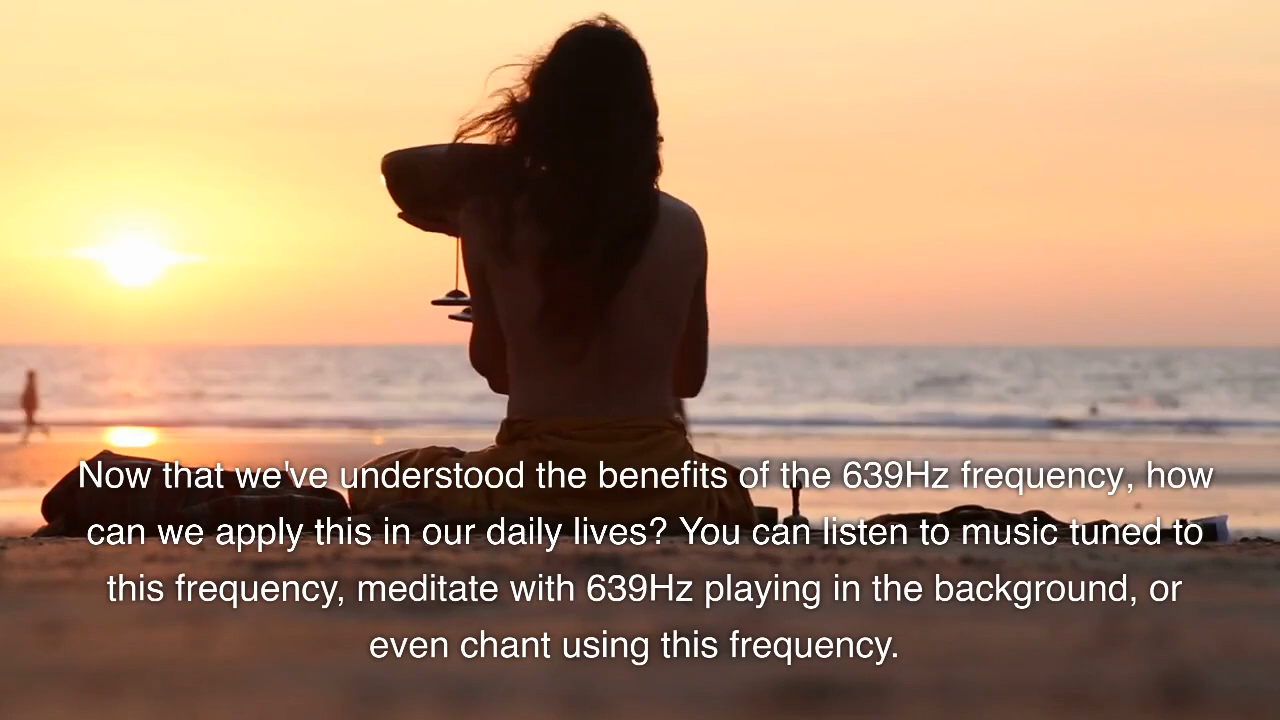 Now that we've understood the benefits of the 639Hz frequency, how
can we apply this in our daily lives? You can listen to music tuned to
this frequency, meditate with 639Hz playing in the background, or
even chant using this frequency.